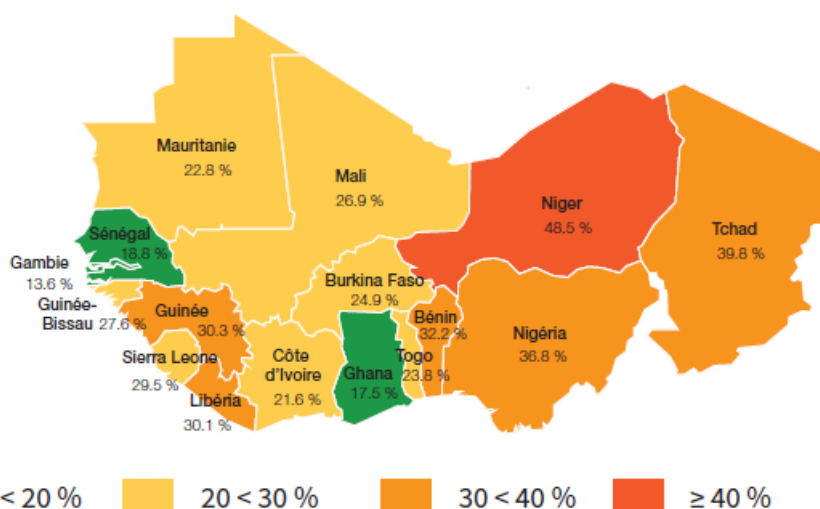 Mauritanie
22.8 %
Mali
26.9 %
Niger
48.5 %
Tchad
39.8 %
Sénégal
18.8 %
Gambie
13.6 %
Guinée-
Bissau 27.6 %
Guinée
30.3 %
Burkina Faso
24.9 %
Bénin
32.2 %
Nigéria
36.8 %
Sierra Leone
29.5 %
Côte
d'Ivoire
21.6 %
Ghana
17.5 %
Togo
23.8 %
Libéria
30.1 %
< 20 %
20 < 30 %
30 < 40 %
≥ 40 %